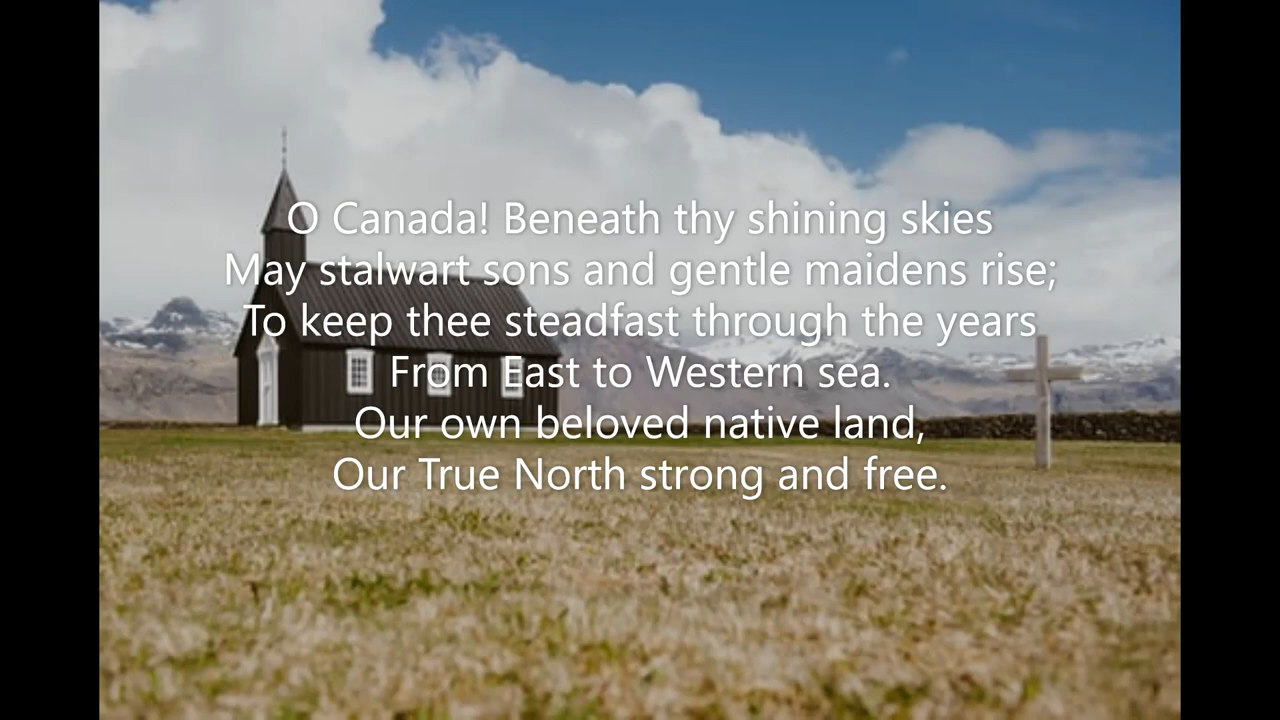 O Canada! Beneath thy shining skies
May stalwart sons and gentle maidens rise;
To keep thee steadfast through the years
From East to Western sea.
Our own beloved native land,
Our True North strong and free.